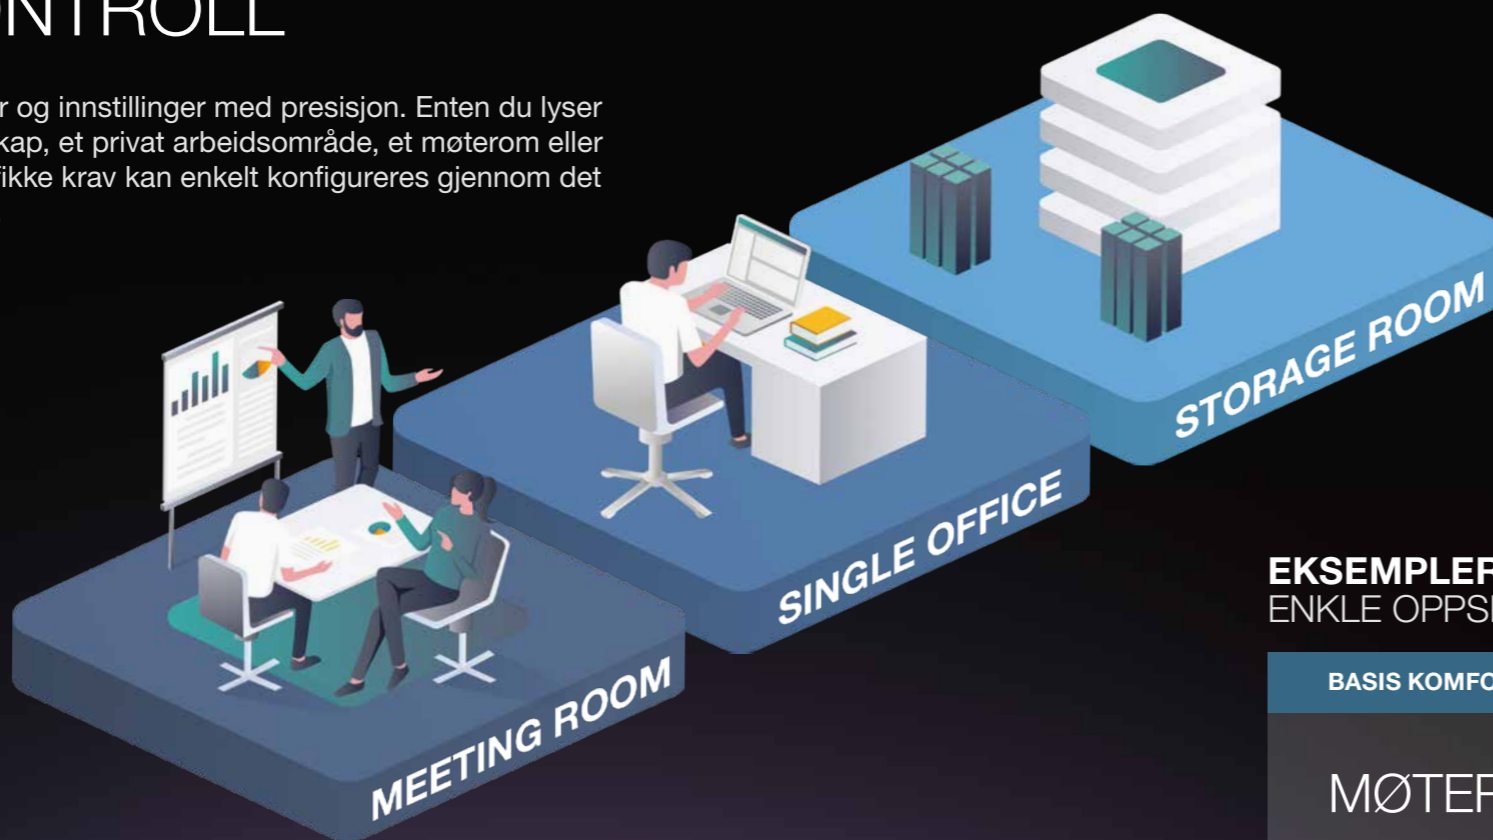 ONTROLL
r og innstillinger med presisjon. Enten du lyser
kap, et privat arbeidsområde, et møterom eller
fikke krav kan enkelt konfigureres gjennom det
STORAGE ROOM
SINGLE OFFICE
MEETING ROOM
EKSEMPLER
ENKLE OPPS
BASIS KOMFO
MØTER